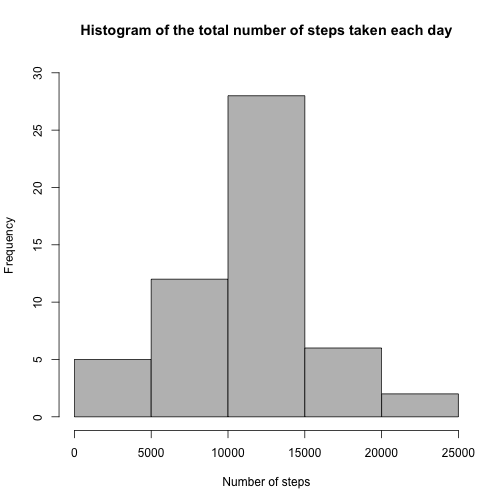 Histogram of the total number of steps taken each day
Frequency
30
25
20
15
10
5
0
0 5000 10000 15000 20000 25000
Number of steps